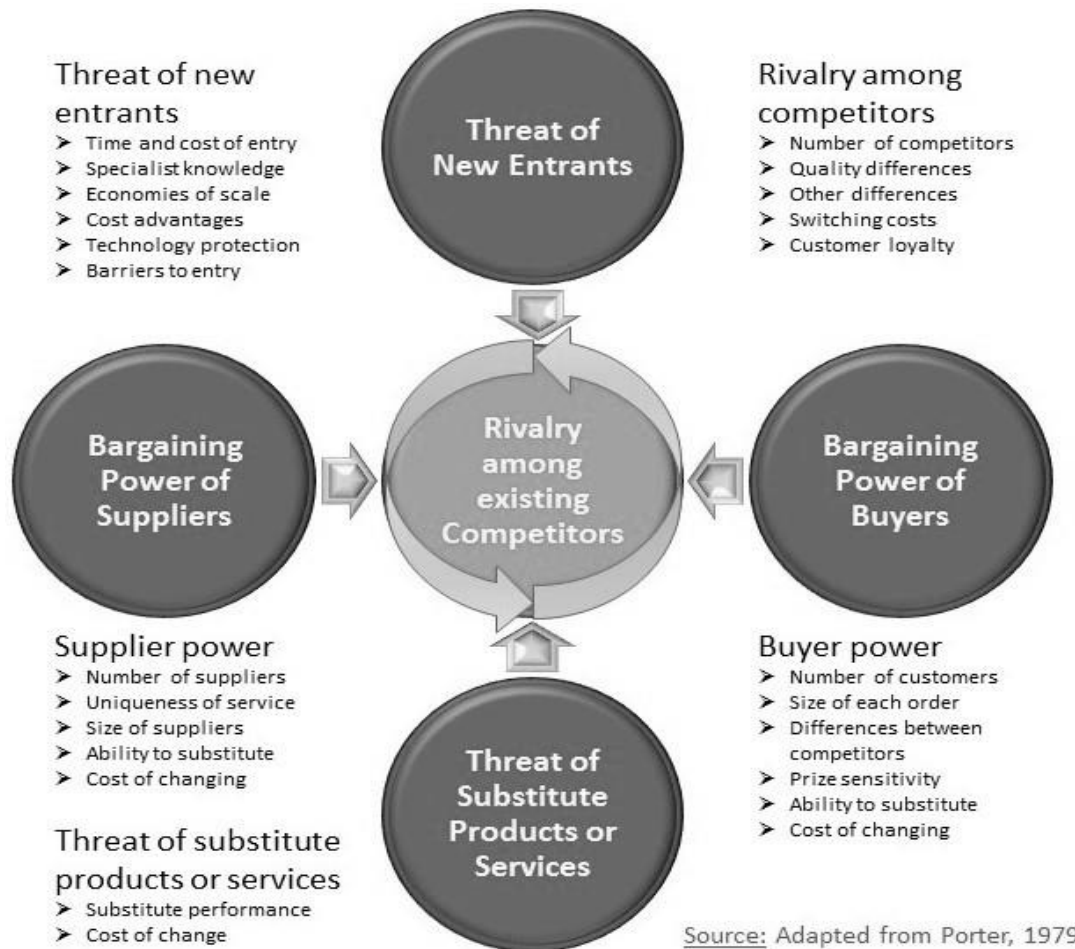 Threat of new
entrants
➤ Time and cost of entry
➤ Specialist knowledge
➤ Economies of scale
➤ Cost advantages
➤ Technology protection
➤ Barriers to entry
Threat of
New Entrants
Rivalry among
competitors
➤ Number of competitors
➤ Quality differences
➤ Other differences
➤ Switching costs
➤ Customer loyalty
Bargaining
Power of
Suppliers
Rivalry
among
existing
Competitors
Bargaining
Power of
Buyers
Supplier power
➤ Number of suppliers
➤ Uniqueness of service
➤ Size of suppliers
➤ Ability to substitute
➤ Cost of changing
Threat of substitute
products or services
➤ Substitute performance
➤ Cost of change
Threat of
Substitute
Products or
Services
Buyer power
➤ Number of customers
➤ Size of each order
➤ Differences between
competitors
➤ Prize sensitivity
➤ Ability to substitute
➤ Cost of changing
Source: Adapted from Porter, 1979